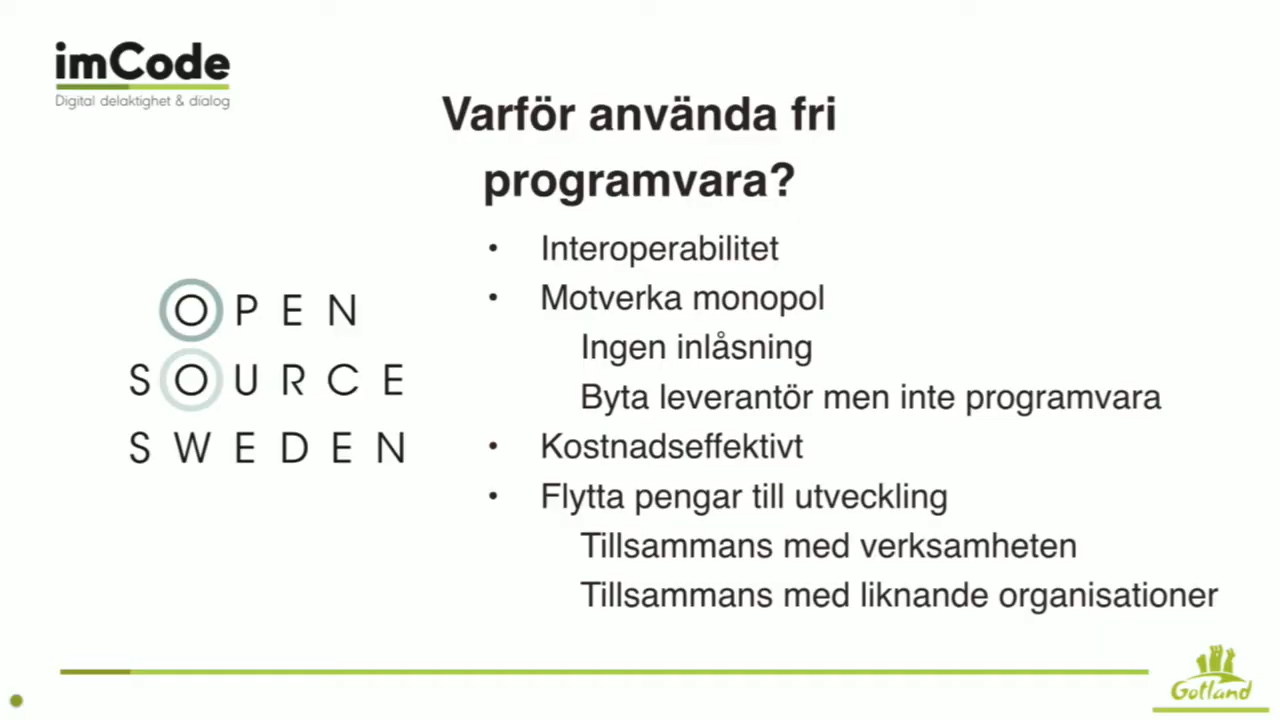 imCode
Digital delaktighet & dialog
Varför använda fri
programvara?
OPEN
SOURCE
SWEDEN
• Interoperabilitet
• Motverka monopol
Ingen inlåsning
Byta leverantör men inte programvara
• Kostnadseffektivt
• Flytta pengar till utveckling
Tillsammans med verksamheten
Tillsammans med liknande organisationer
Gotland